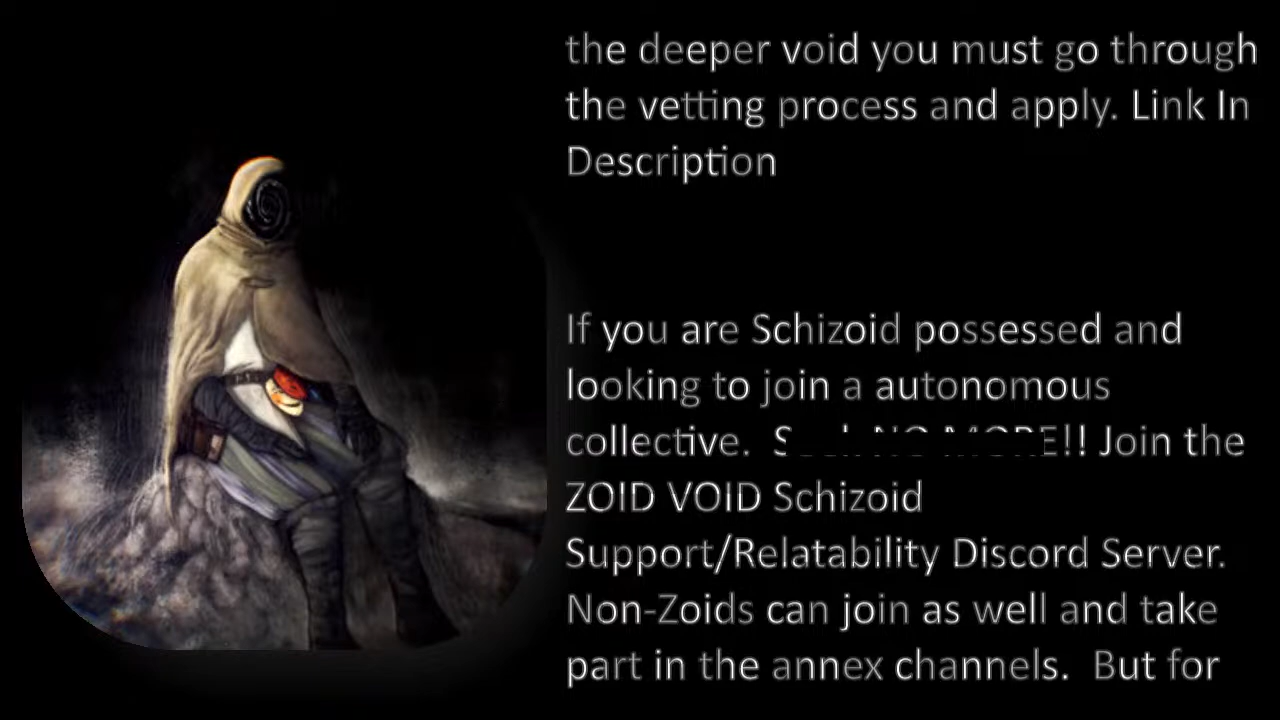 the deeper void you must go through
the vetting process and apply. Link In
Description
If you are Schizoid possessed and
looking to join a autonomous
collective. NO MORE!! Join the
ZOID VOID Schizoid
Support/Relatability Discord Server.
Non-Zoids can join as well and take
part in the annex channels. But for